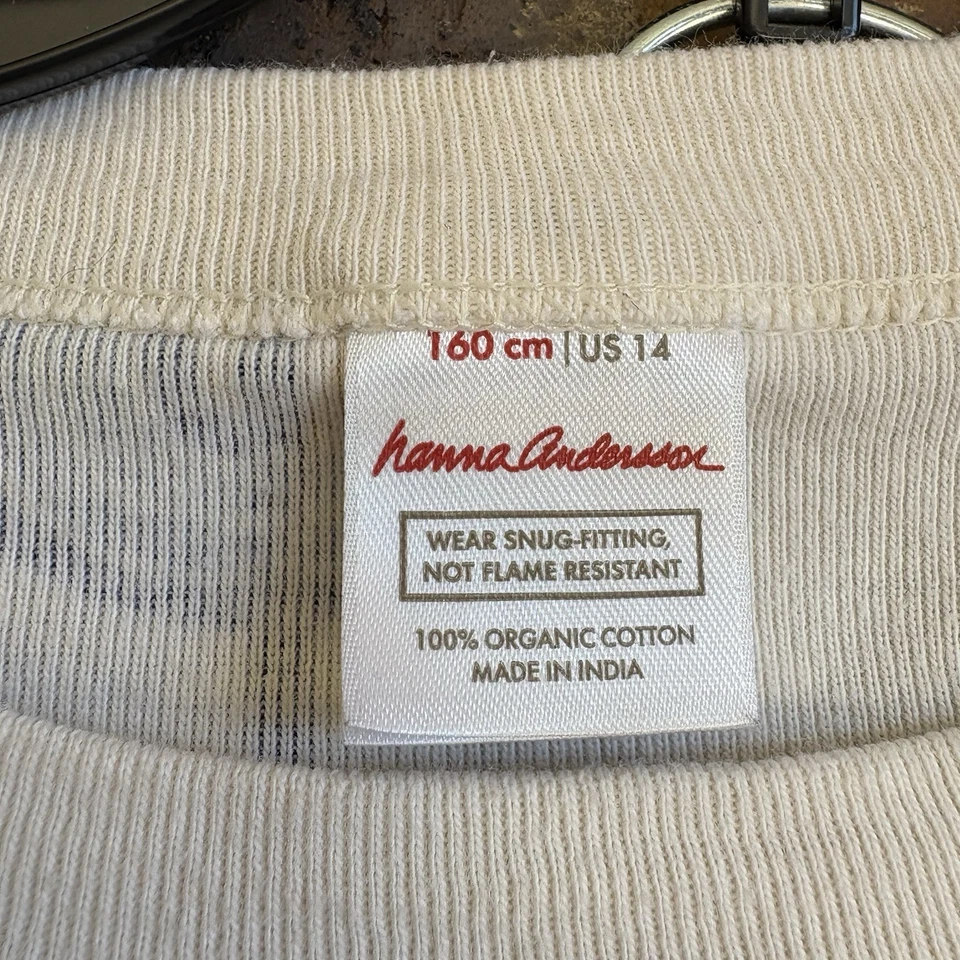 160 cm | US 14
hanna Andersson
WEAR SNUG-FITTING,
NOT FLAME RESISTANT
100% ORGANIC COTTON
MADE IN INDIA